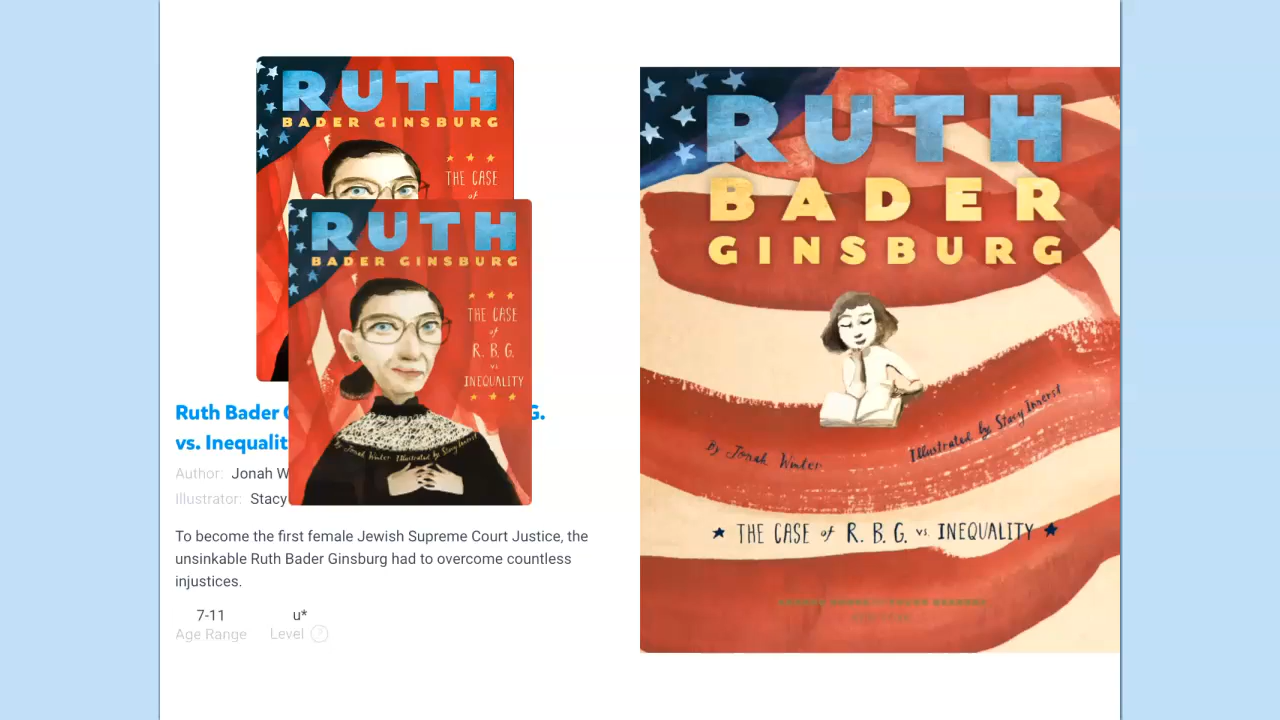 RUTH
BADER GINSBURG
THE CASE
of
RUTH
BADER GINSBURG
THE CASE
of
R. B. G.
vs.
INEQUALITY
By Jonah Winter Illustrated by Stacy Innerst
Ruth Bader G.
vs. Inequalit
Author: Jonah W
Illustrator: Stacy
To become the first female Jewish Supreme Court Justice, the
unsinkable Ruth Bader Ginsburg had to overcome countless
injustices.
7-11 u*
Age Range Level ?
RUTH
BADER
GINSBURG
By Jonah Winter Illustrated by Stacy Innerst
THE CASE of R. B. G. vs. INEQUALITY